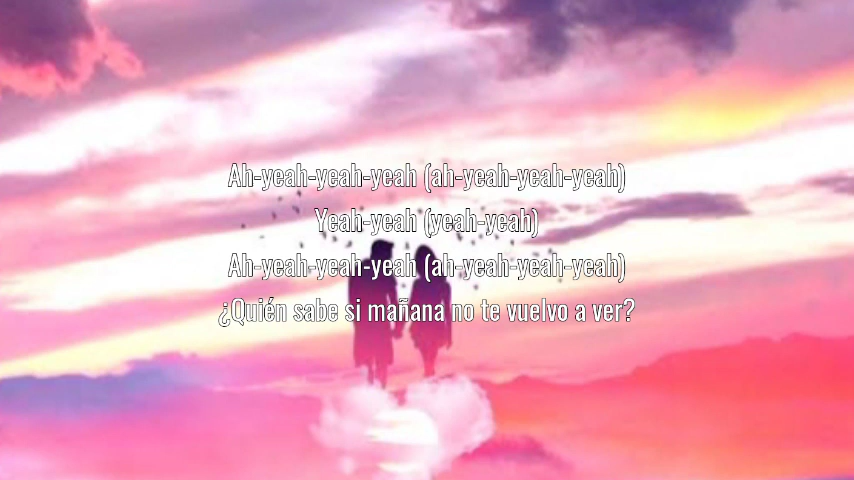 Ah-yeah-yeah-yeah (ah-yeah-yeah-yeah)
Yeah-yeah (yeah-yeah)
Ah-yeah-yeah-yeah (ah-yeah-yeah-yeah)
¿Quién sabe si mañana no te vuelvo a ver?